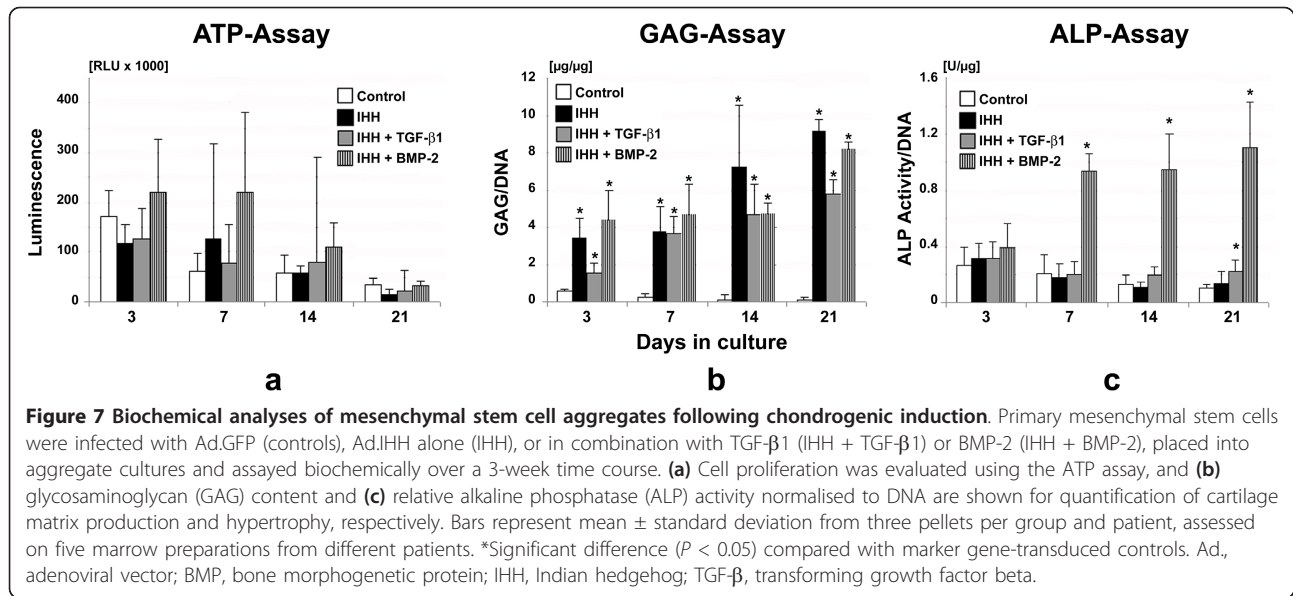 ATP-Assay
[RLU x 1000]
Luminescence
400
300
200
100
0
Control
IHH
IHH + TGF-β1
IHH + BMP-2
3 7 14 21
a
GAG-Assay
[µg/µg]
GAG/DNA
12
10
8
6
4
2
0
Control
IHH
IHH + TGF-β1
IHH + BMP-2
* * * * * * * * * * * *
3 7 14 21
Days in culture
b
ALP-Assay
[U/µg]
ALP Activity/DNA
1.6
1.2
0.8
0.4
0
Control
IHH
IHH + TGF-β1
IHH + BMP-2
* * * *
3 7 14 21
c
Figure 7 Biochemical analyses of mesenchymal stem cell aggregates following chondrogenic induction. Primary mesenchymal stem cells
were infected with Ad.GFP (controls), Ad.IHH alone (IHH), or in combination with TGF-β1 (IHH + TGF-β1) or BMP-2 (IHH + BMP-2), placed into
aggregate cultures and assayed biochemically over a 3-week time course. (a) Cell proliferation was evaluated using the ATP assay, and (b)
glycosaminoglycan (GAG) content and (c) relative alkaline phosphatase (ALP) activity normalised to DNA are shown for quantification of cartilage
matrix production and hypertrophy, respectively. Bars represent mean ± standard deviation from three pellets per group and patient, assessed
on five marrow preparations from different patients. *Significant difference (P < 0.05) compared with marker gene-transduced controls. Ad.,
adenoviral vector; BMP, bone morphogenetic protein; IHH, Indian hedgehog; TGF-β, transforming growth factor beta.